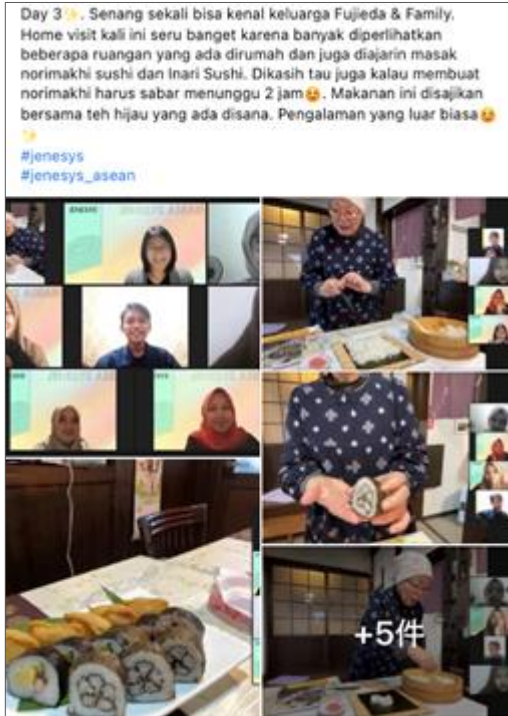 Day 3✨. Senang sekali bisa kenal keluarga Fujieda & Family.
Home visit kali ini seru banget karena banyak diperlihatkan
beberapa ruangan yang ada dirumah dan juga diajarin masak
norimakhi sushi dan Inari Sushi. Dikasih tau juga kalau membuat
norimakhi harus sabar menunggu 2 jam☺️. Makanan ini disajikan
bersama teh hijau yang ada disana. Pengalaman yang luar biasa☺️
✨
#jenesys
#jenesys_asean
+5件